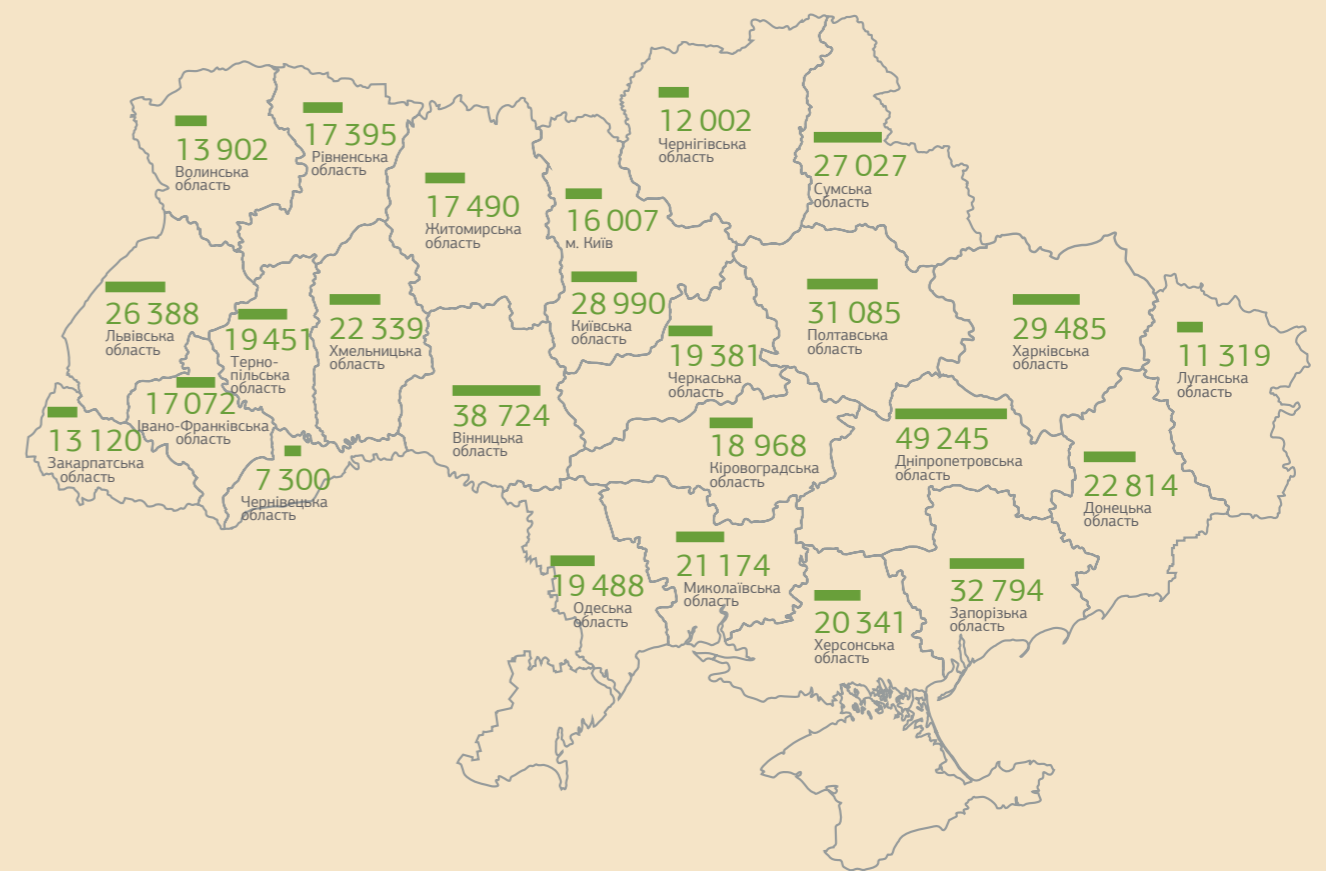 12 002
Чернігівська
область
17 395
Рівненська
область
13 902
Волинська
область
27 027
Сумська
область
17 490
Житомирська
область
16 007
м. Київ
26 388
Львівська
область
19 451
Терно-
пільська
область
22 339
Хмельницька
область
28 990
Київська
область
19 381
Черкаська
область
31 085
Полтавська
область
29 485
Харківська
область
11 319
Луганська
область
17 072
Івано-Франківська
область
13 120
Закарпатська
область
7 300
Чернівецька
область
38 724
Вінницька
область
18 968
Кіровоградська
область
49 245
Дніпропетровська
область
22 814
Донецька
область
19 488
Одеська
область
21 174
Миколаївська
область
20 341
Херсонська
область
32 794
Запорізька
область